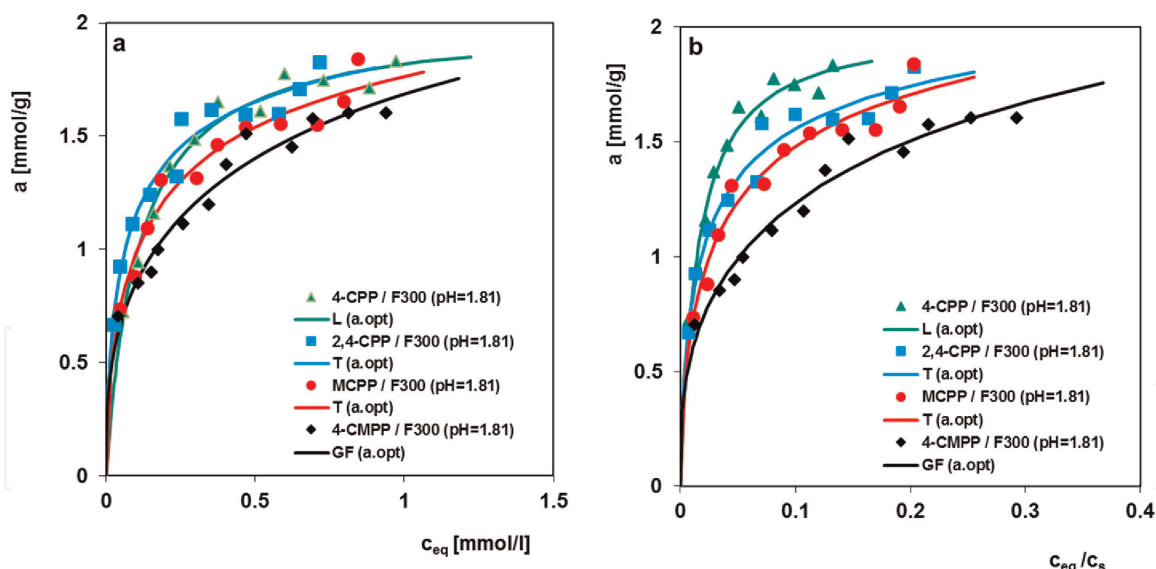 a
a [mmol/g]
2
1.5
1
0.5
0
0
0.5
1
1.5
c_eq [mmol/l]
4-CPP / F300 (pH=1.81)
L (a.opt)
2,4-CPP / F300 (pH=1.81)
T (a.opt)
MCPP / F300 (pH=1.81)
T (a.opt)
4-CMPP / F300 (pH=1.81)
GF (a.opt)
b
a [mmol/g]
2
1.5
1
0.5
0
0
0.1
0.2
0.3
0.4
c_eq /c_s
4-CPP / F300 (pH=1.81)
L (a.opt)
2,4-CPP / F300 (pH=1.81)
T (a.opt)
MCPP / F300 (pH=1.81)
T (a.opt)
4-CMPP / F300 (pH=1.81)
GF (a.opt)